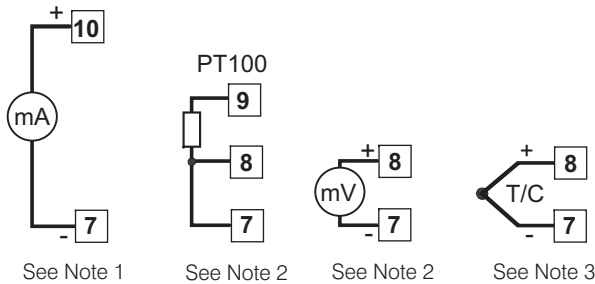 + 10
mA
- 7
See Note 1
PT100
9
8
7
See Note 2
+ 8
mV
- 7
See Note 2
+ 8
T/C
- 7
See Note 3